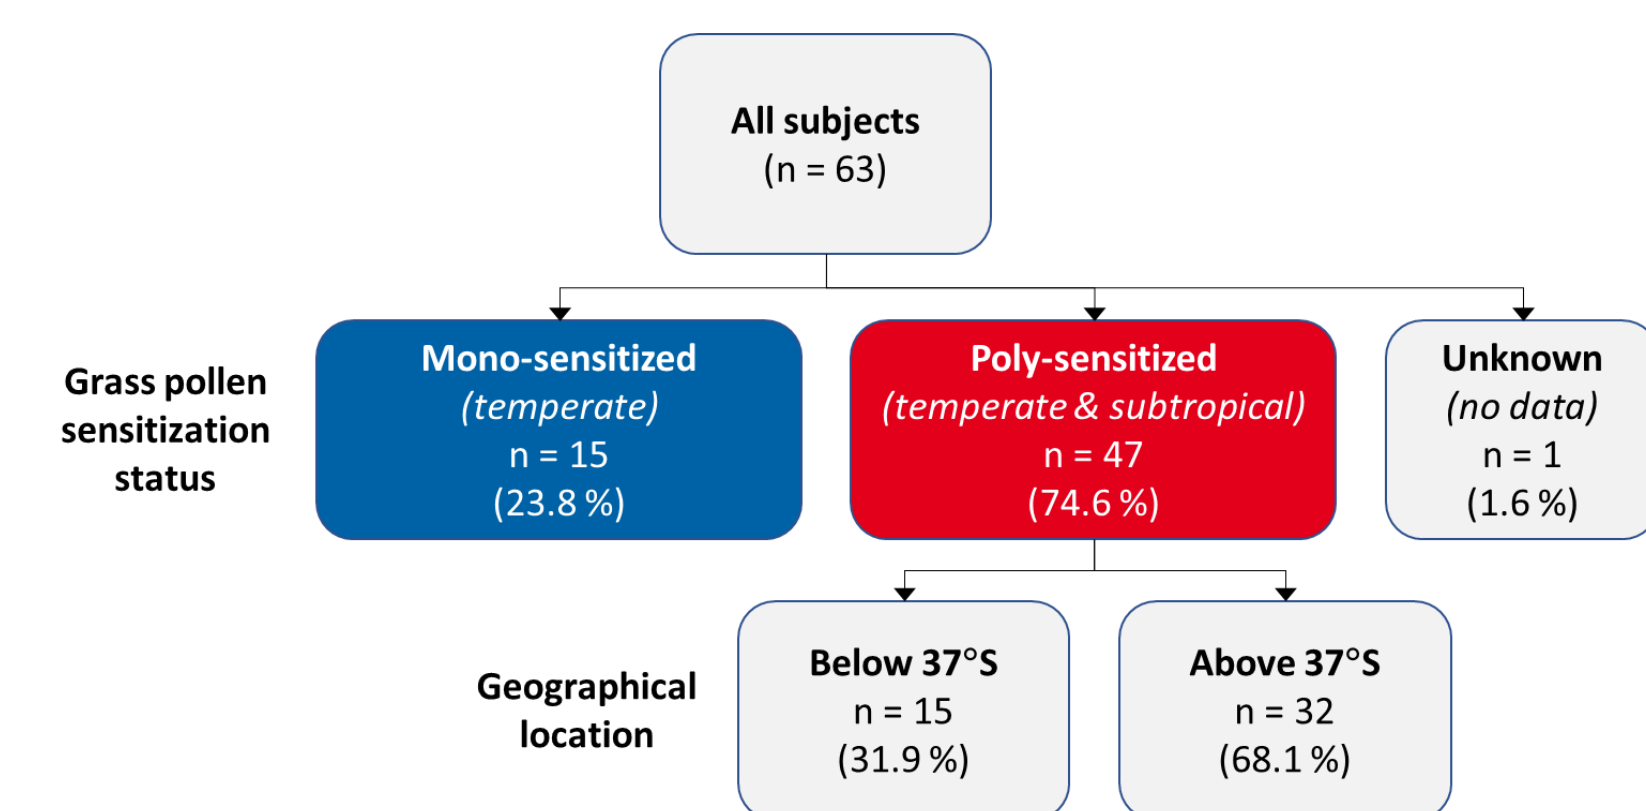 All subjects
(n = 63)
Grass pollen
sensitization
status
Mono-sensitized
(temperate)
n = 15
(23.8 %)
Poly-sensitized
(temperate & subtropical)
n = 47
(74.6 %)
Unknown
(no data)
n = 1
(1.6 %)
Geographical
location
Below 37°S
n = 15
(31.9 %)
Above 37°S
n = 32
(68.1 %)